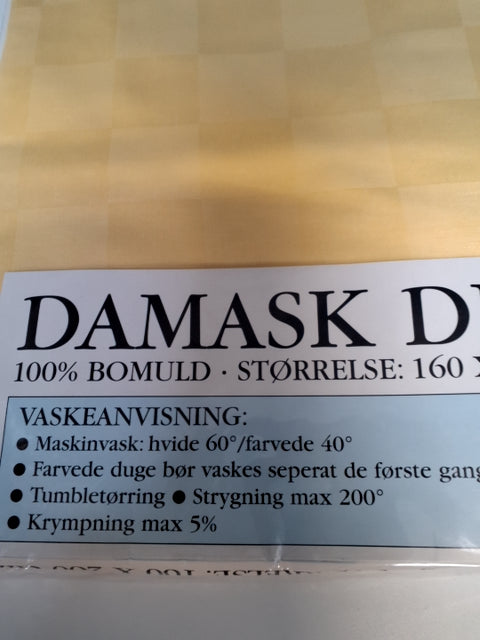 DAMASK
100% BOMULD · STØRRELSE: 160 X
VASKEANVISNING:
● Maskinvask: hvide 60°/farvede 40°
● Farvede duge bør vaskes seperat de første gang
● Tumbletørring ● Strygning max 200°
● Krympning max 5%